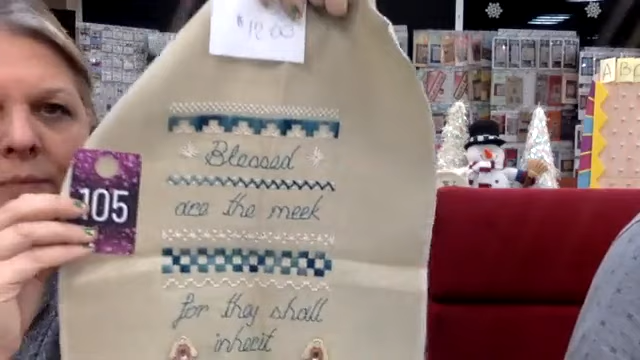 105
Blessed
are the meek
for they shall
inherit
A B